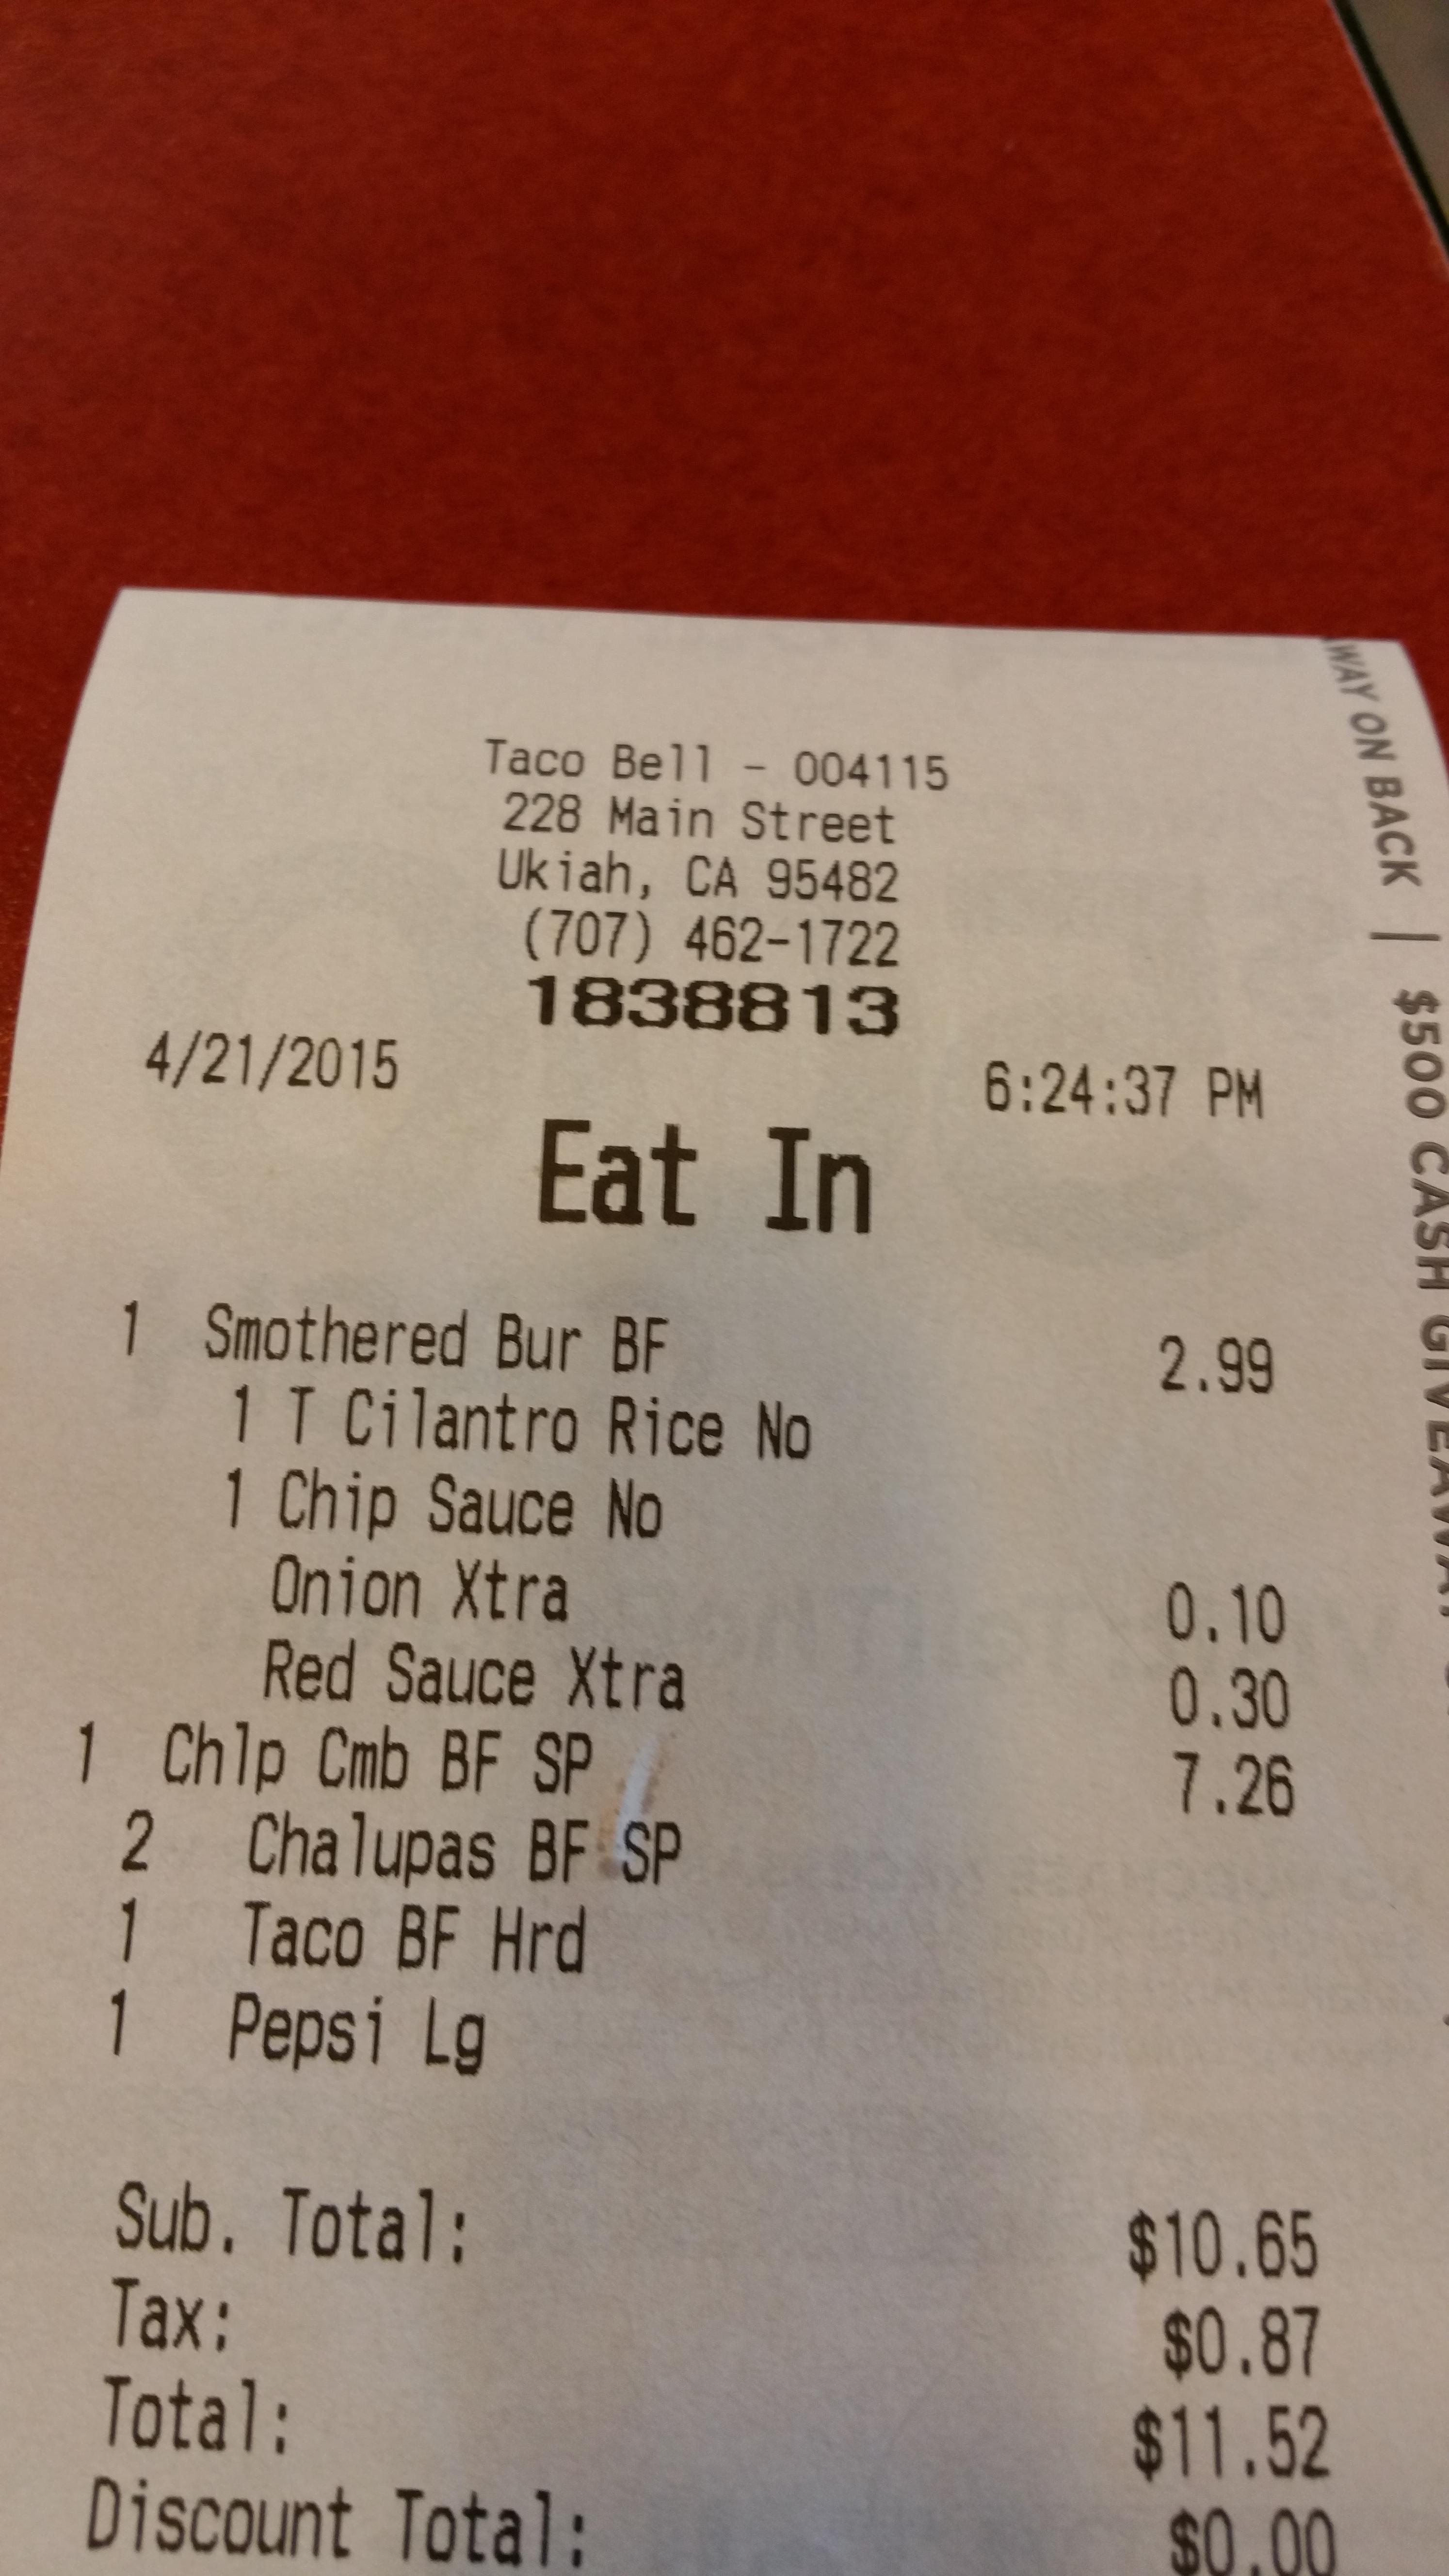 Taco Bell - 004115
228 Main Street
Ukiah, CA 95482
(707) 462-1722
1838813
4/21/2015 6:24:37 PM
Eat In
1 Smothered Bur BF 2.99
1 T Cilantro Rice No
1 Chip Sauce No
Onion Xtra 0.10
Red Sauce Xtra 0.30
1 Chlp Cmb BF SP 7.26
2 Chalupas BF SP
1 Taco BF Hrd
1 Pepsi Lg
Sub. Total: $10.65
Tax: $0.87
Total: $11.52
Discount Total: $0.00
WAY ON BACK | $500 CASH GIVEAWA